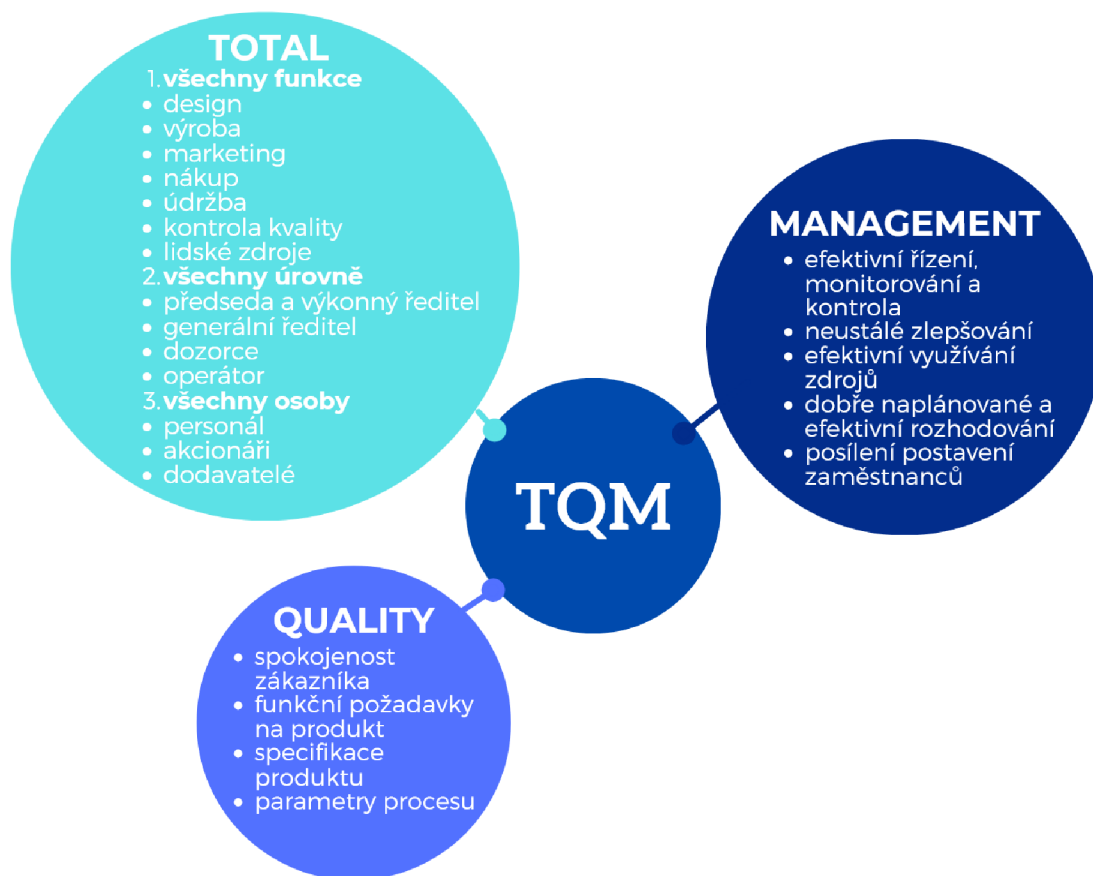 TOTAL
1. všechny funkce
• design
• výroba
• marketing
• nákup
• údržba
• kontrola kvality
• lidské zdroje
2. všechny úrovně
• předseda a výkonný ředitel
• generální ředitel
• dozorce
• operátor
3. všechny osoby
• personál
• akcionáři
• dodavatelé
MANAGEMENT
• efektivní řízení,
monitorování a
kontrola
• neustálé zlepšování
• efektivní využívání
zdrojů
• dobře naplánované a
efektivní rozhodování
• posílení postavení
zaměstnanců
TQM
QUALITY
• spokojenost
zákazníka
• funkční požadavky
na produkt
• specifikace
produktu
• parametry procesu